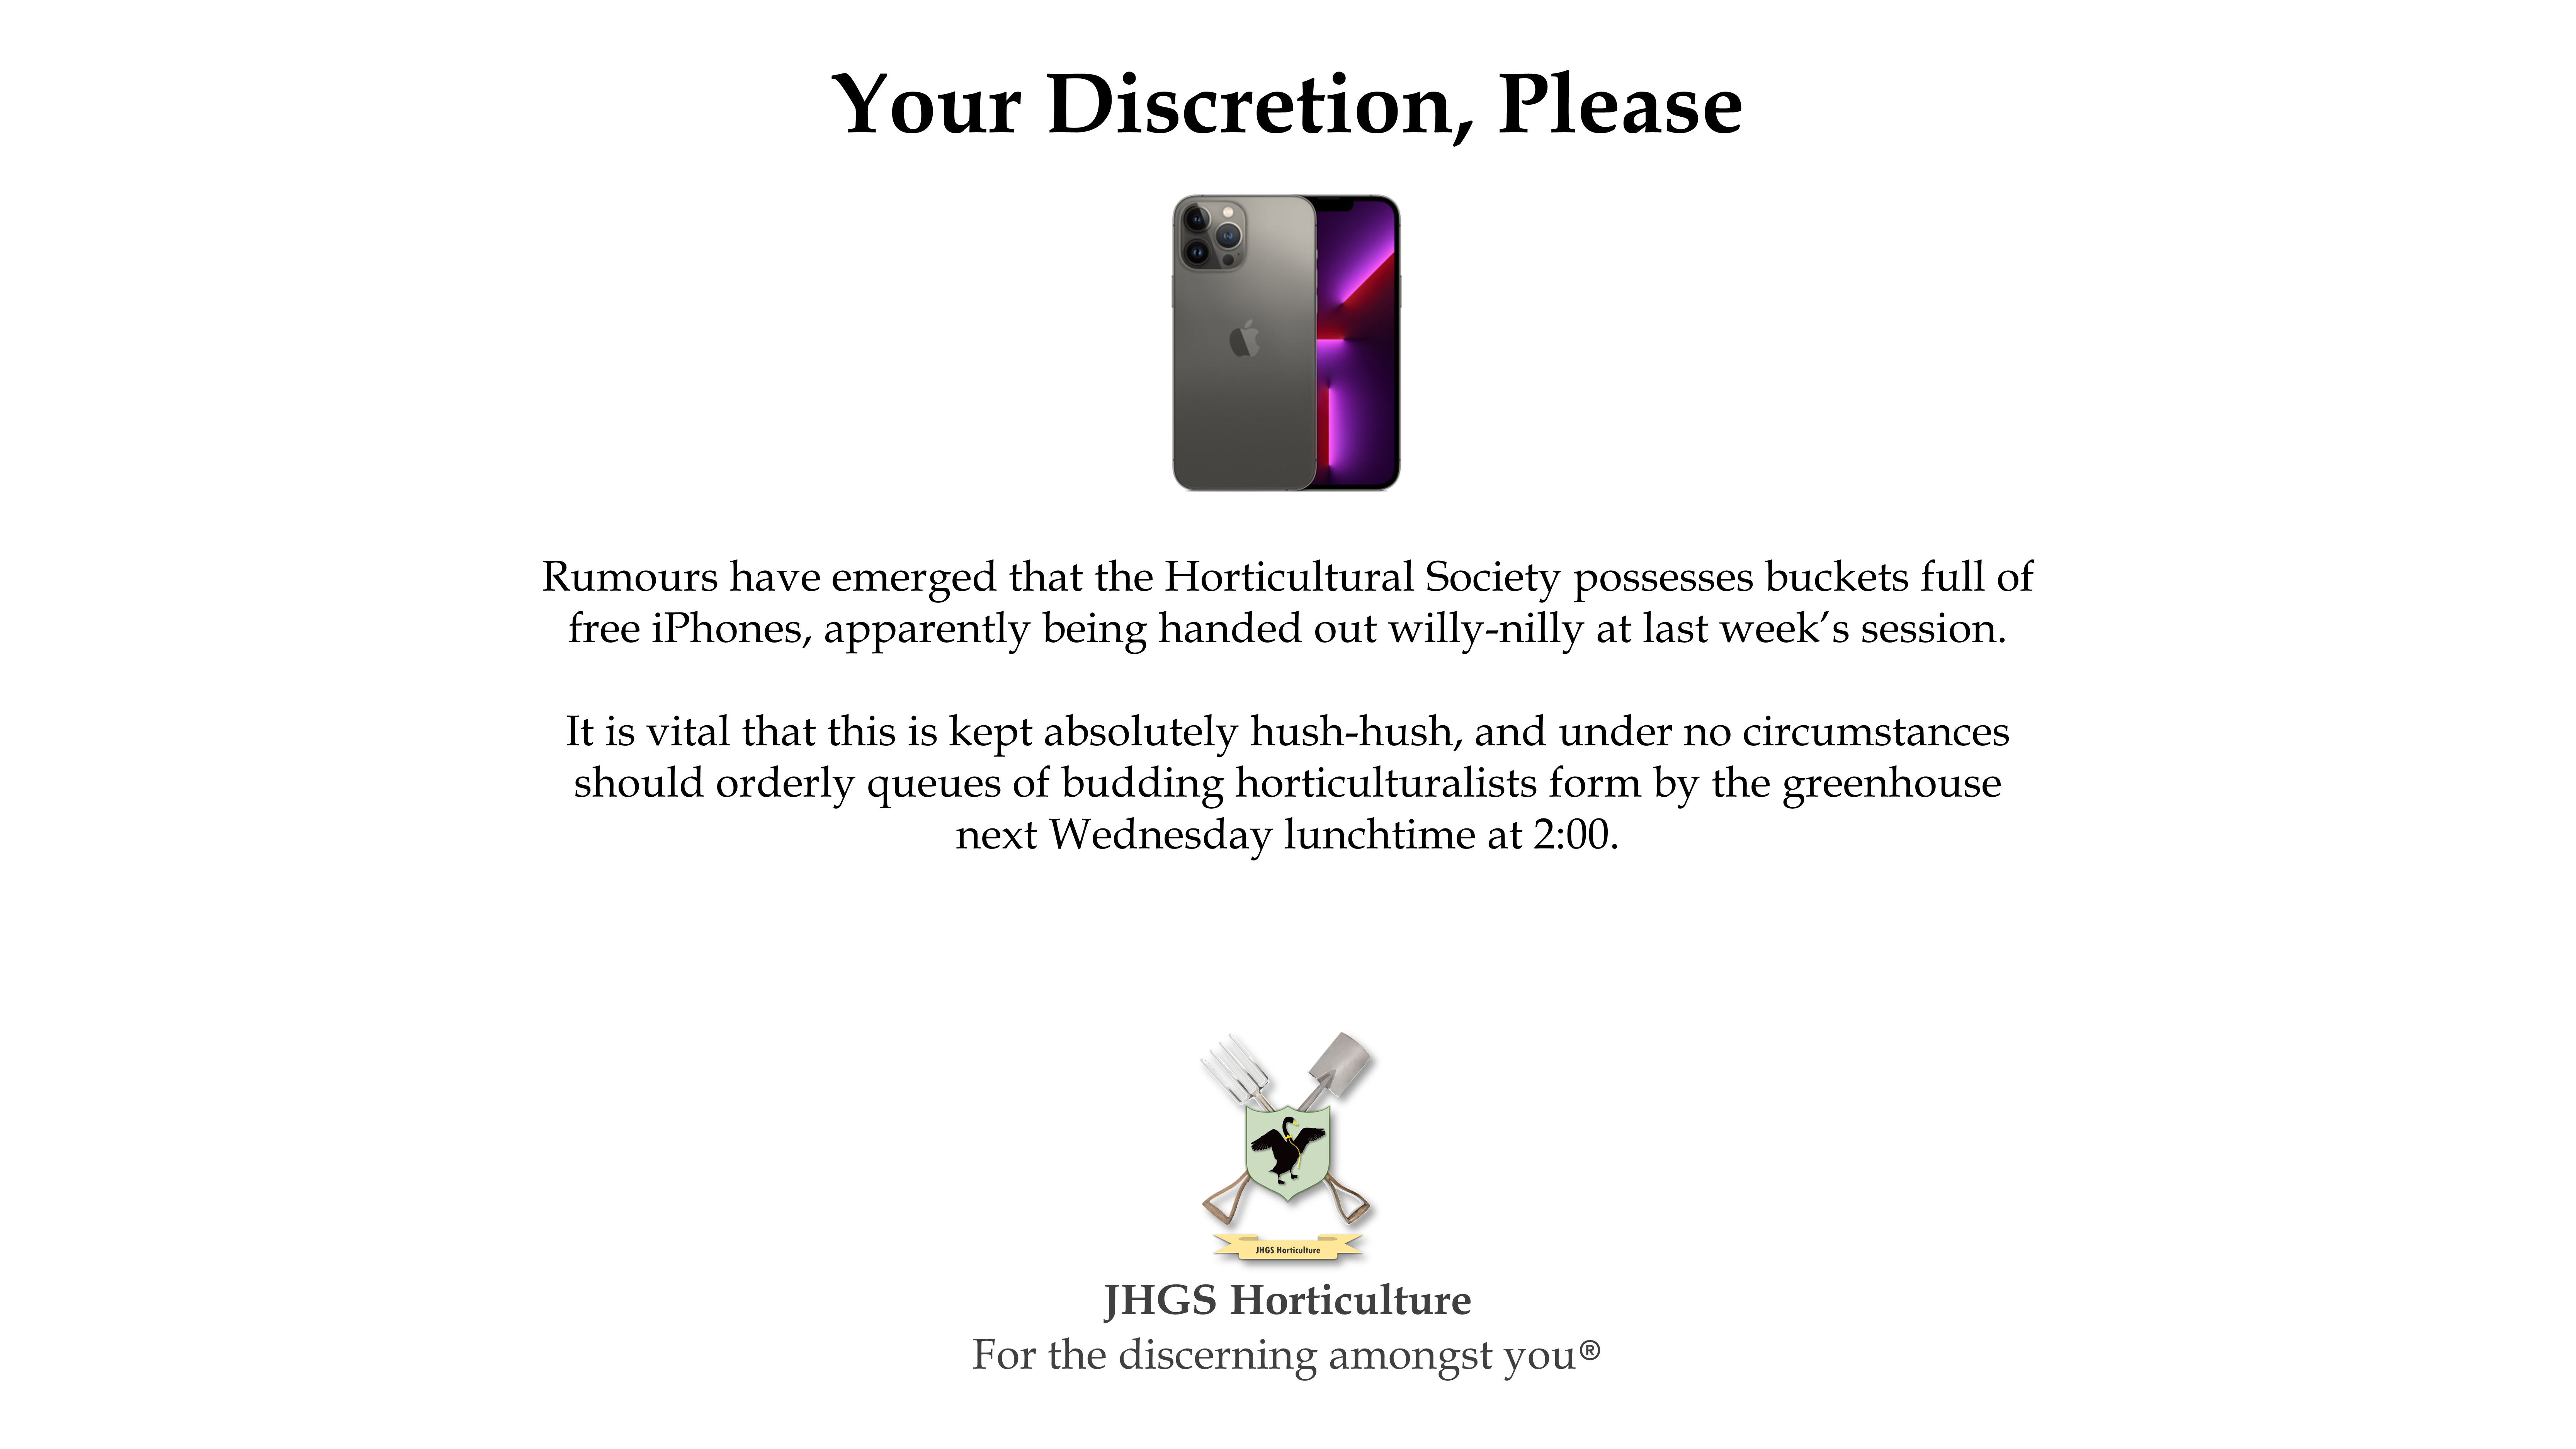 Your Discretion, Please
Rumours have emerged that the Horticultural Society possesses buckets full of
free iPhones, apparently being handed out willy-nilly at last week’s session.
It is vital that this is kept absolutely hush-hush, and under no circumstances
should orderly queues of budding horticulturalists form by the greenhouse
next Wednesday lunchtime at 2:00.
JHGS Horticulture
JHGS Horticulture
For the discerning amongst you®